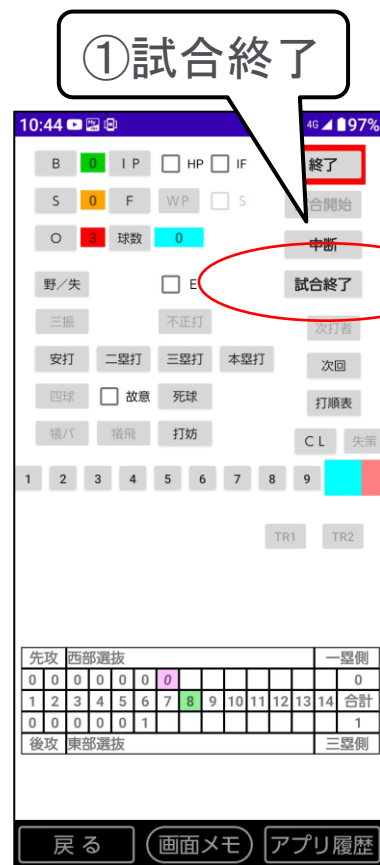 ①試合終了
10:44 4G 97%
B 0 I P HP IF 終了
S 0 F WP S 試合開始
O 3 球数 0 中断
野/失 E 試合終了
三振 不正打 次打者
安打 二塁打 三塁打 本塁打 次回
四球 故意 死球 打順表
犠バ 犠飛 打妨 C L 失策
1 2 3 4 5 6 7 8 9
TR1 TR2
先攻 西部選抜 一塁側
0 0 0 0 0 0 0 0
1 2 3 4 5 6 7 8 9 10 11 12 13 14 合計
0 0 0 0 0 1 1
後攻 東部選抜 三塁側
戻る 画面メモ アプリ履歴